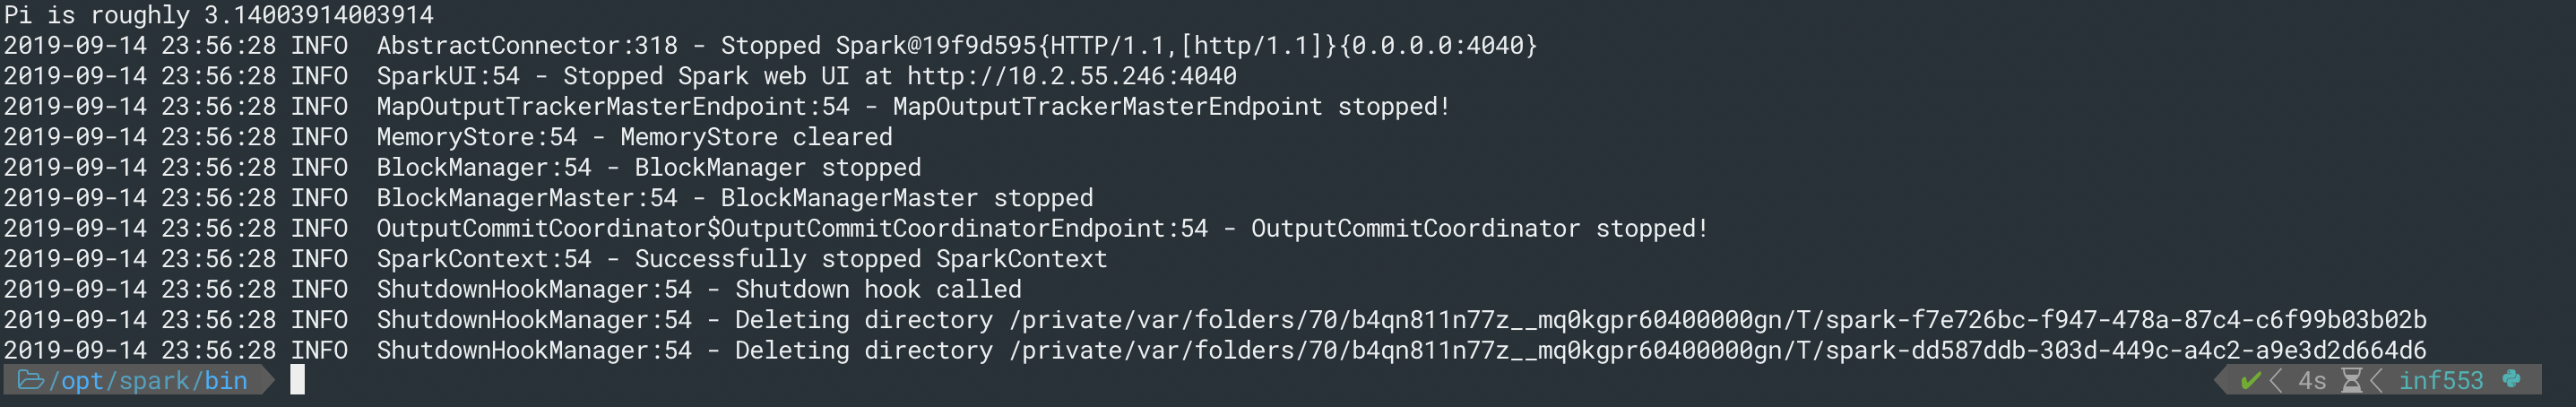 Pi is roughly 3.14003914003914
2019-09-14 23:56:28 INFO  AbstractConnector:318 - Stopped Spark@19f9d595{HTTP/1.1,[http/1.1]}{0.0.0.0:4040}
2019-09-14 23:56:28 INFO  SparkUI:54 - Stopped Spark web UI at http://10.2.55.246:4040
2019-09-14 23:56:28 INFO  MapOutputTrackerMasterEndpoint:54 - MapOutputTrackerMasterEndpoint stopped!
2019-09-14 23:56:28 INFO  MemoryStore:54 - MemoryStore cleared
2019-09-14 23:56:28 INFO  BlockManager:54 - BlockManager stopped
2019-09-14 23:56:28 INFO  BlockManagerMaster:54 - BlockManagerMaster stopped
2019-09-14 23:56:28 INFO  OutputCommitCoordinator$OutputCommitCoordinatorEndpoint:54 - OutputCommitCoordinator stopped!
2019-09-14 23:56:28 INFO  SparkContext:54 - Successfully stopped SparkContext
2019-09-14 23:56:28 INFO  ShutdownHookManager:54 - Shutdown hook called
2019-09-14 23:56:28 INFO  ShutdownHookManager:54 - Deleting directory /private/var/folders/70/b4qn811n77z__mq0kgpr60400000gn/T/spark-f7e726bc-f947-478a-87c4-c6f99b03b02b
2019-09-14 23:56:28 INFO  ShutdownHookManager:54 - Deleting directory /private/var/folders/70/b4qn811n77z__mq0kgpr60400000gn/T/spark-dd587ddb-303d-449c-a4c2-a9e3d2d664d6
/opt/spark/bin ✔ 4s inf553